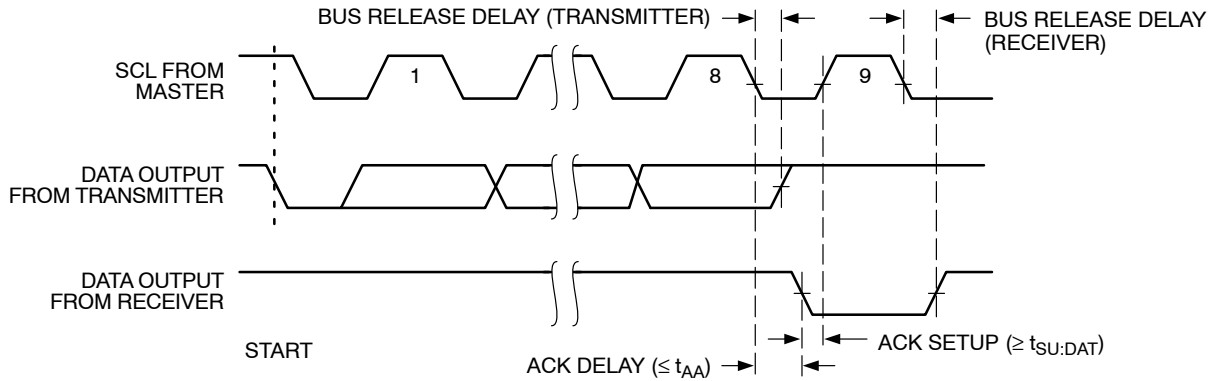 BUS RELEASE DELAY (TRANSMITTER)
BUS RELEASE DELAY
(RECEIVER)
SCL FROM
MASTER
1
8
9
DATA OUTPUT
FROM TRANSMITTER
DATA OUTPUT
FROM RECEIVER
START
ACK DELAY (≤ tAA)
ACK SETUP (≥ tSU:DAT)